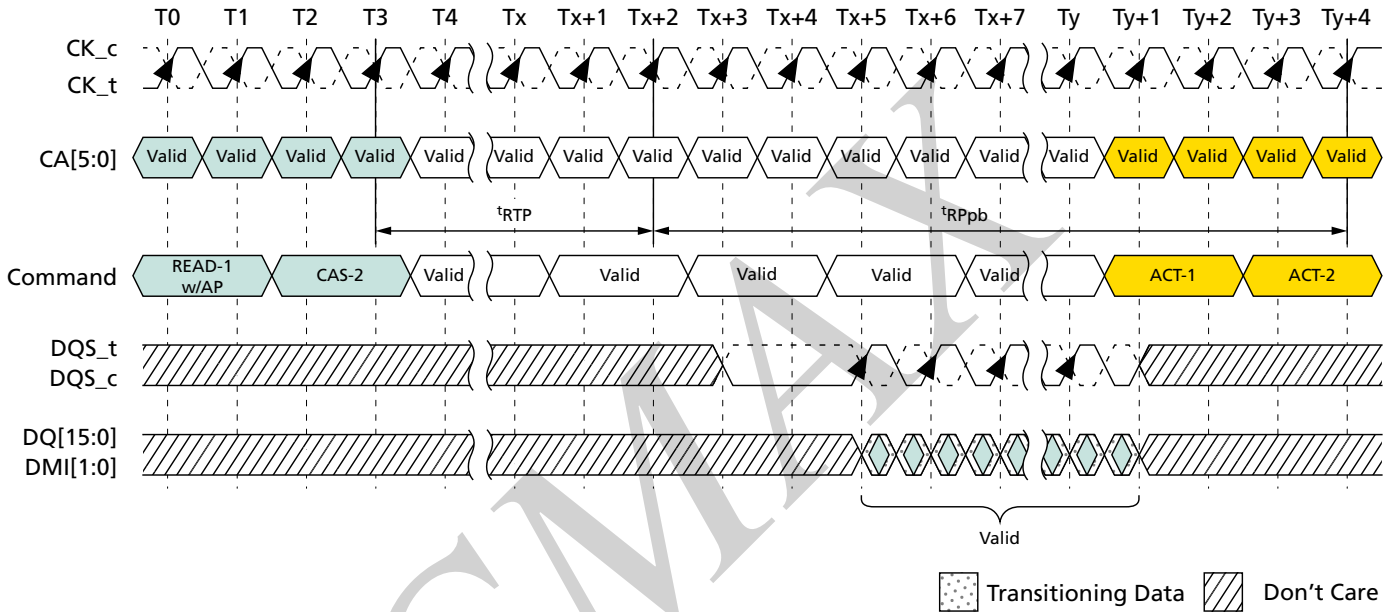 T0 T1 T2 T3 T4 Tx Tx+1 Tx+2 Tx+3 Tx+4 Tx+5 Tx+6 Tx+7 Ty Ty+1 Ty+2 Ty+3 Ty+4
CK_c
CK_t
CA[5:0] Valid Valid Valid Valid Valid Valid Valid Valid Valid Valid Valid Valid Valid Valid Valid Valid Valid Valid
tRTP tRPpb
Command READ-1 w/AP CAS-2 Valid Valid Valid Valid Valid ACT-1 ACT-2
DQS_t
DQS_c
DQ[15:0]
DMI[1:0]
Valid
Transitioning Data Don't Care